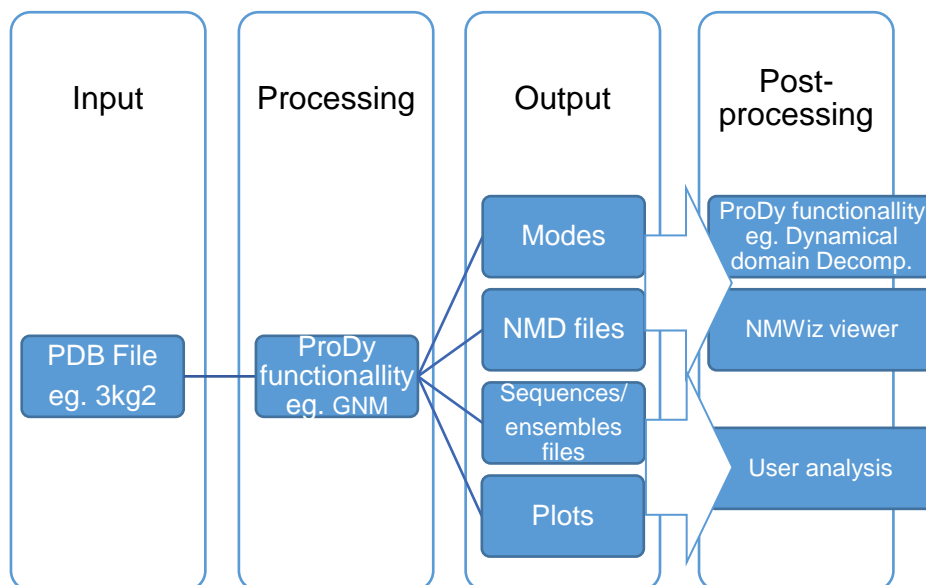 Input
PDB File
eg. 3kg2
Processing
ProDy
functionallity
eg. GNM
Output
Modes
NMD files
Sequences/
ensembles
files
Plots
Post-
processing
ProDy functionallity
eg. Dynamical
domain Decomp.
NMWiz viewer
User analysis